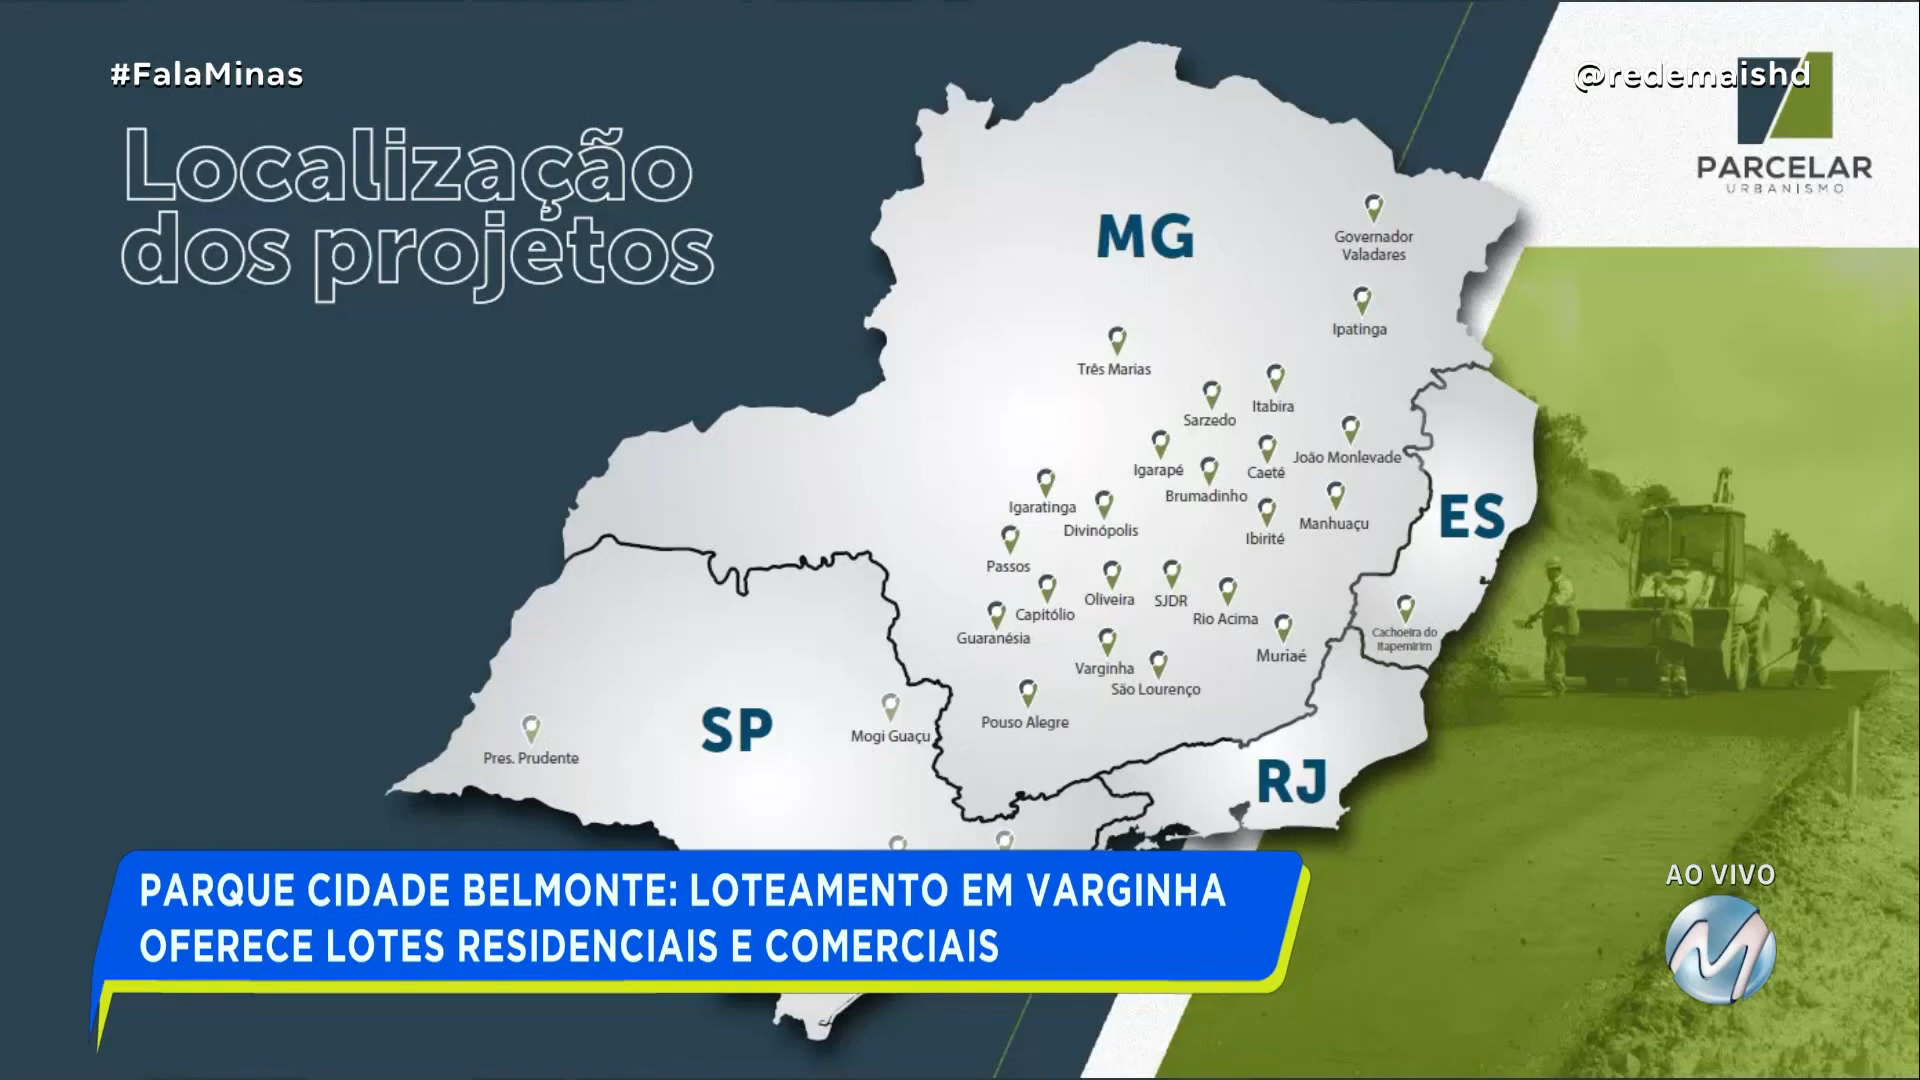 #FalaMinas
@redemaishd
Localização
dos projetos
PARCELAR
URBANISMO
MG
Governador
Valadares
Ipatinga
Três Marias
Itabira
Sarzedo
João Monlevade
Igarapé
Caeté
Brumadinho
Igaratinga
Manhuaçu
Divinópolis
Ibirité
ES
Passos
Oliveira
SJDR
Capitólio
Rio Acima
Guaranésia
Cachoeira do
Itapemirim
Muriaé
Varginha
São Lourenço
Pouso Alegre
SP
Mogi Guaçu
Pres. Prudente
RJ
PARQUE CIDADE BELMONTE: LOTEAMENTO EM VARGINHA
OFERECE LOTES RESIDENCIAIS E COMERCIAIS
AO VIVO
M